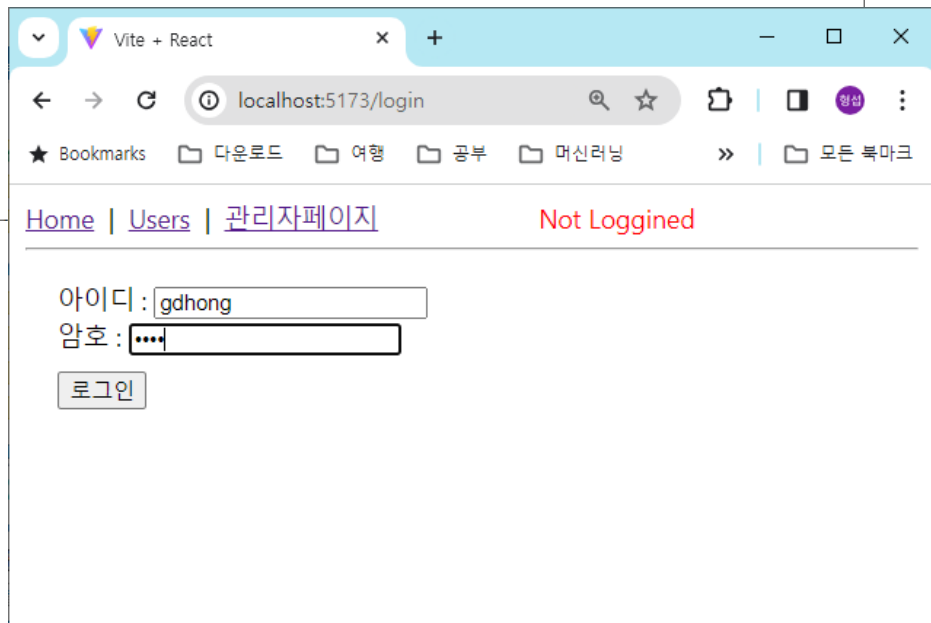 Vite + React
localhost:5173/login
형섭
Bookmarks 다운로드 여행 공부 머신러닝 » 모든 북마크
Home | Users | 관리자페이지 Not Loggined
아이디 : gdhong
암호 : ••••
로그인